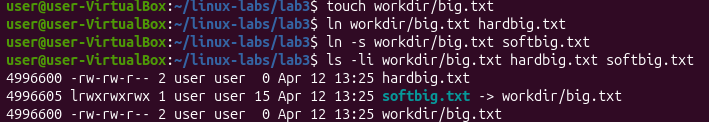 user@user-VirtualBox:~/linux-labs/lab3$ touch workdir/big.txt
user@user-VirtualBox:~/linux-labs/lab3$ ln workdir/big.txt hardbig.txt
user@user-VirtualBox:~/linux-labs/lab3$ ln -s workdir/big.txt softbig.txt
user@user-VirtualBox:~/linux-labs/lab3$ ls -li workdir/big.txt hardbig.txt softbig.txt
4996600 -rw-rw-r-- 2 user user  0 Apr 12 13:25 hardbig.txt
4996605 lrwxrwxrwx 1 user user 15 Apr 12 13:25 softbig.txt -> workdir/big.txt
4996600 -rw-rw-r-- 2 user user  0 Apr 12 13:25 workdir/big.txt